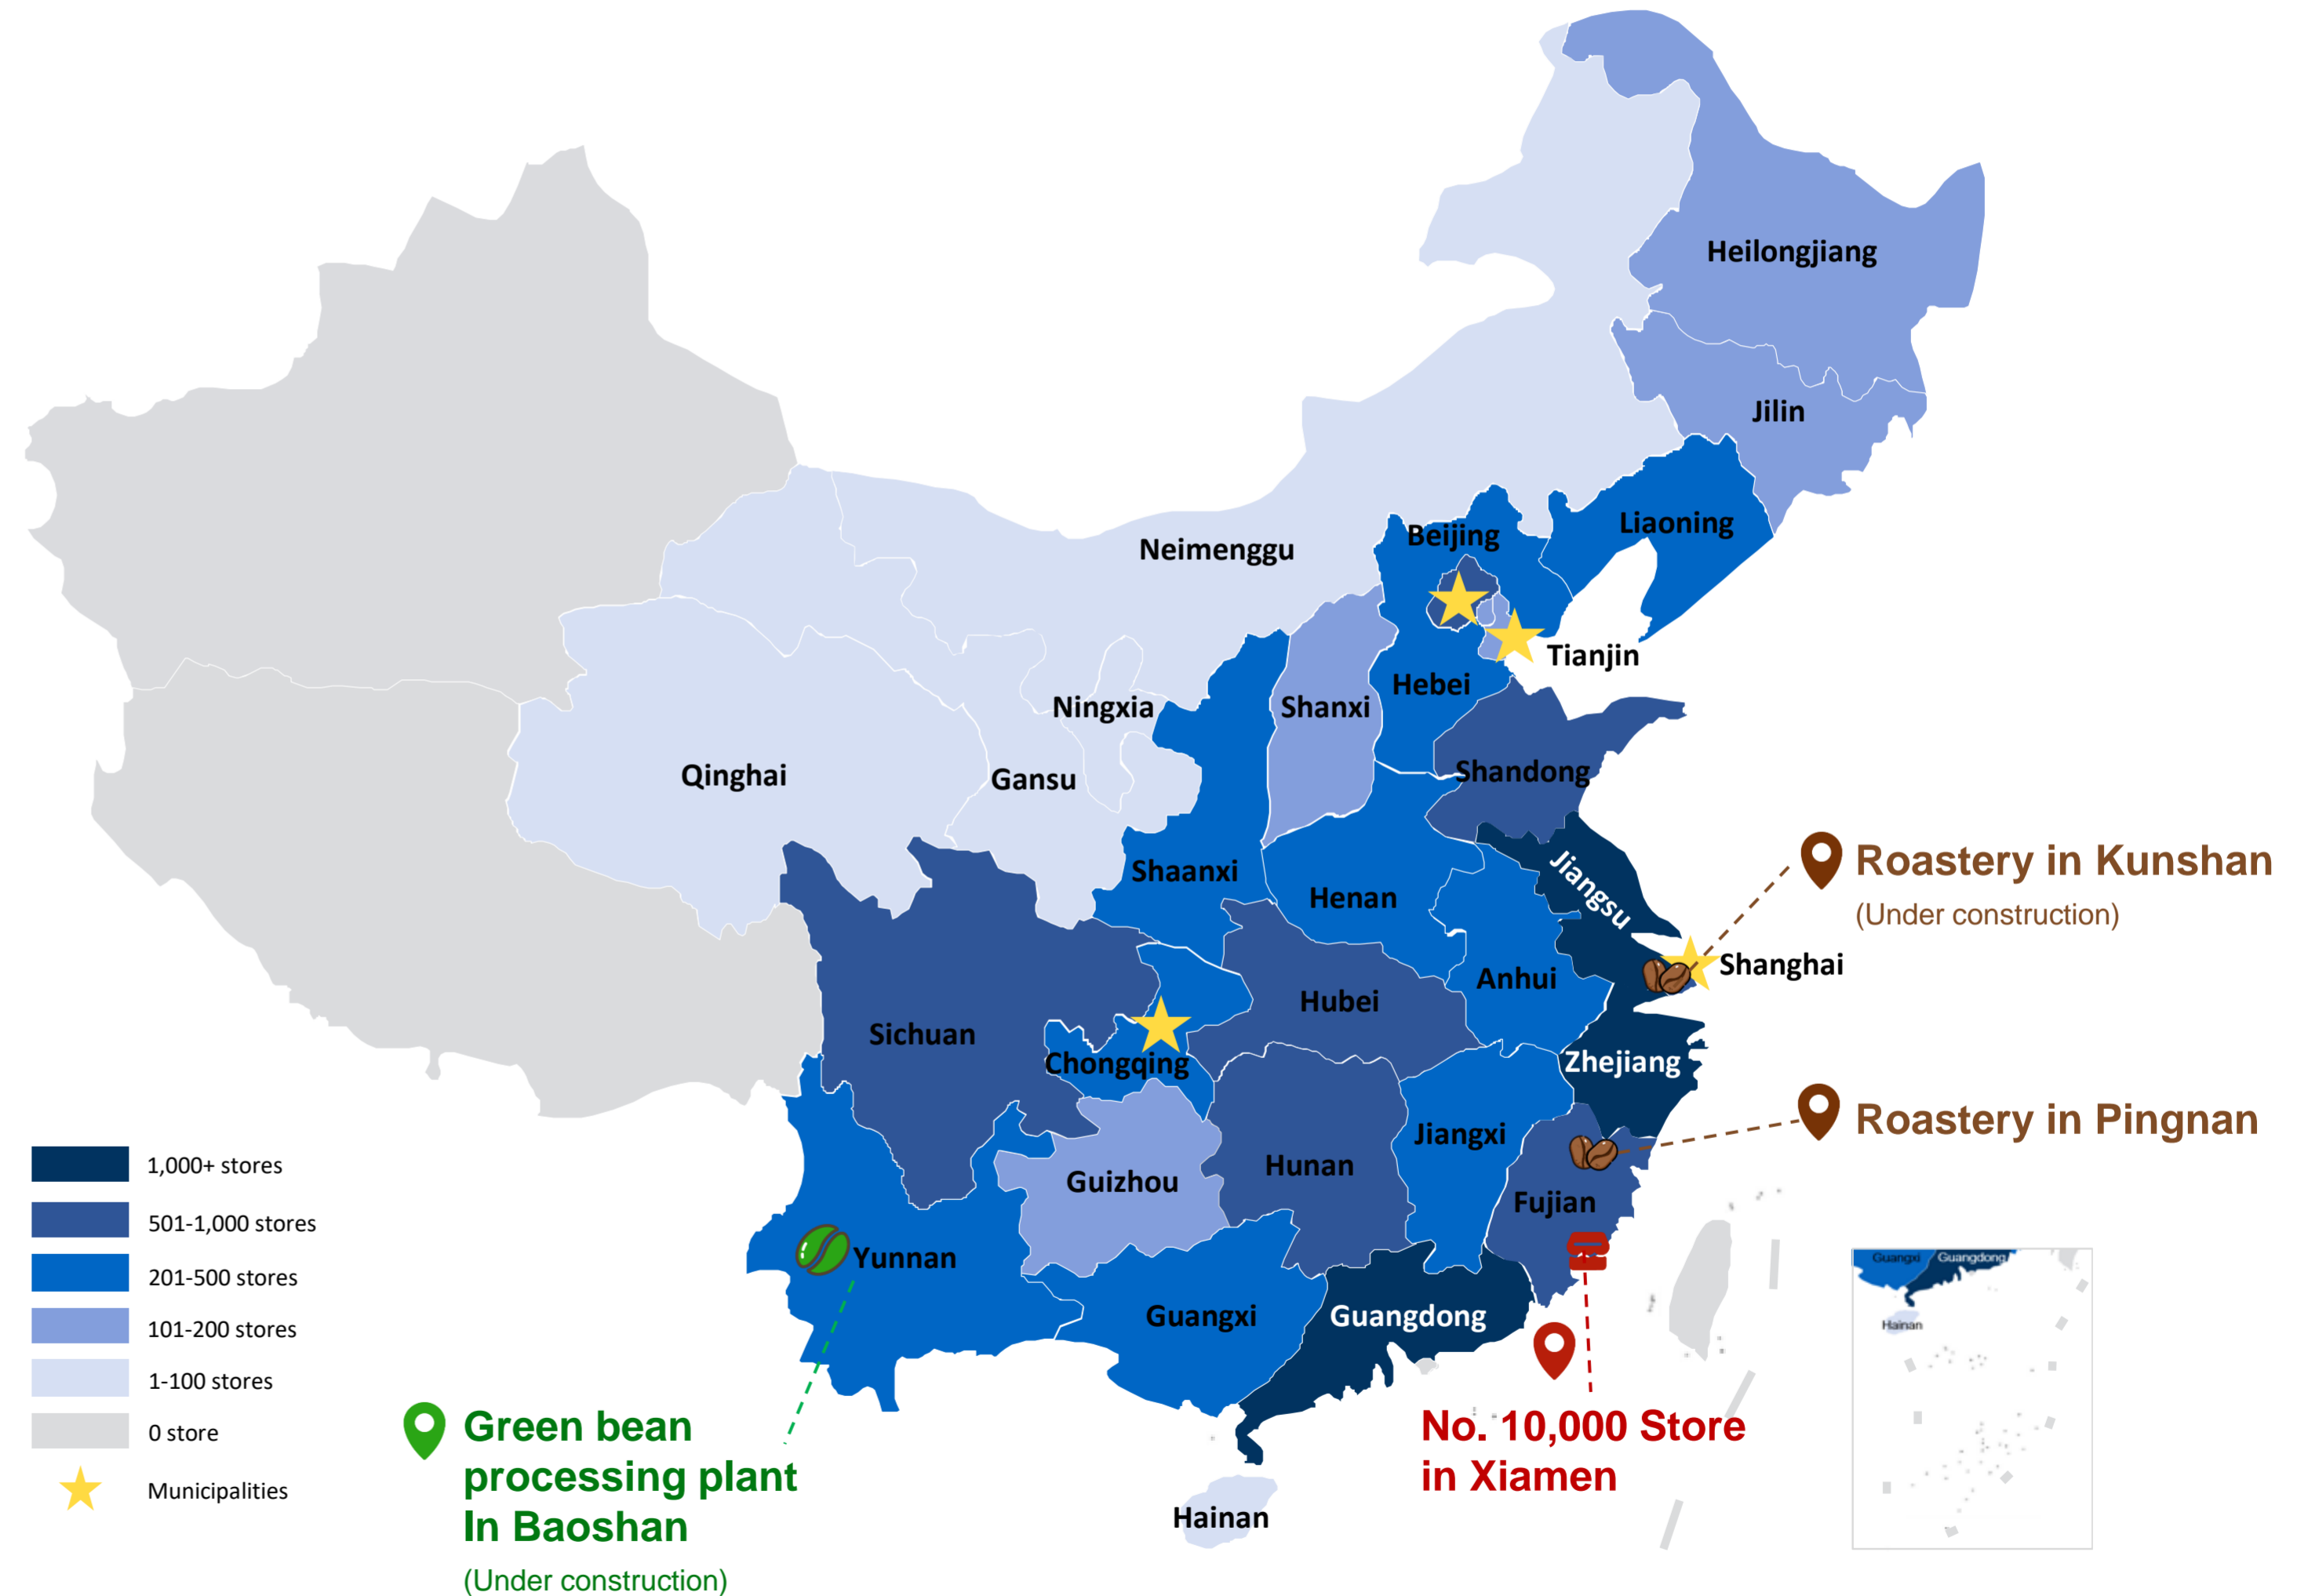 Heilongjiang
Jilin
Liaoning
Beijing
Neimenggu
Tianjin
Hebei
Ningxia
Shanxi
Qinghai
Gansu
Shandong
Shaanxi
Henan
Jiangsu
Roastery in Kunshan
(Under construction)
Shanghai
Anhui
Hubei
Sichuan
Chongqing
Zhejiang
Roastery in Pingnan
Jiangxi
Hunan
Guizhou
Fujian
Yunnan
Guangxi
Guangdong
Guangxi Guangdong
Hainan
1,000+ stores
501-1,000 stores
201-500 stores
101-200 stores
1-100 stores
0 store
Municipalities
Green bean
processing plant
In Baoshan
(Under construction)
No. 10,000 Store
in Xiamen
Hainan